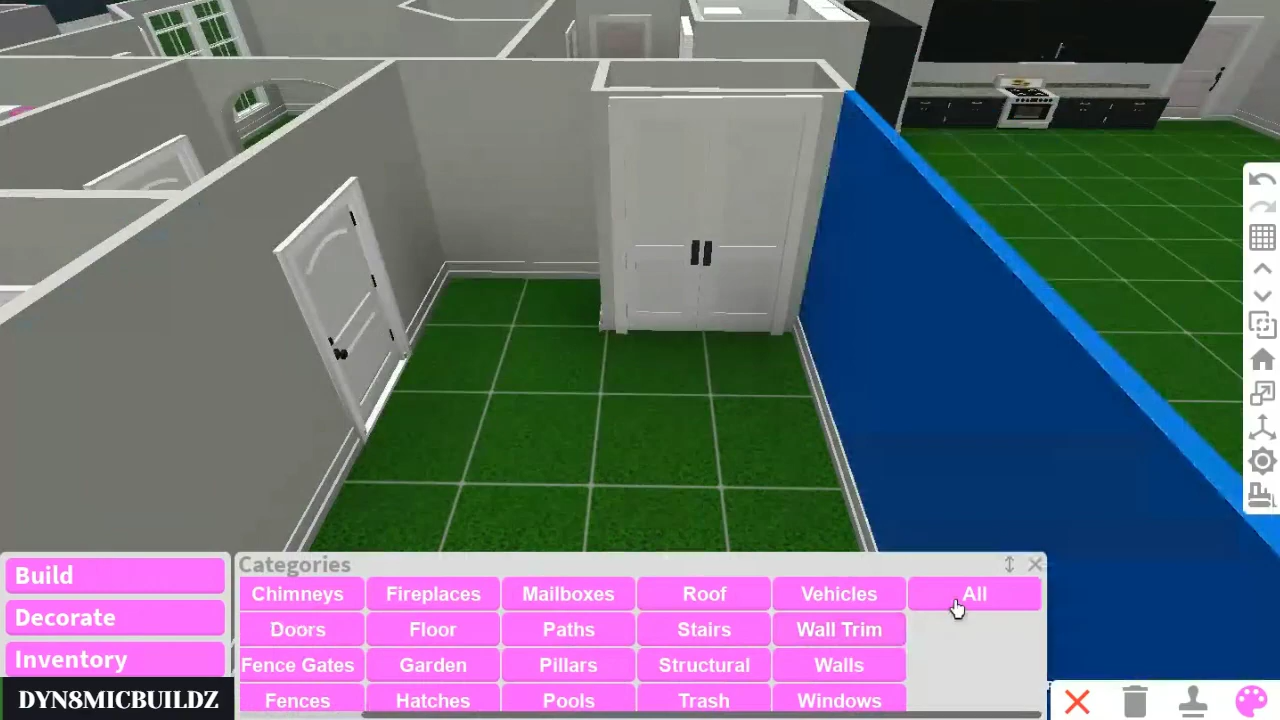 Build
Decorate
Inventory
DYN8MICBUILDZ
Categories
Chimneys Fireplaces Mailboxes Roof Vehicles All
Doors Floor Paths Stairs Wall Trim
Fence Gates Garden Pillars Structural Walls
Fences Hatches Pools Trash Windows